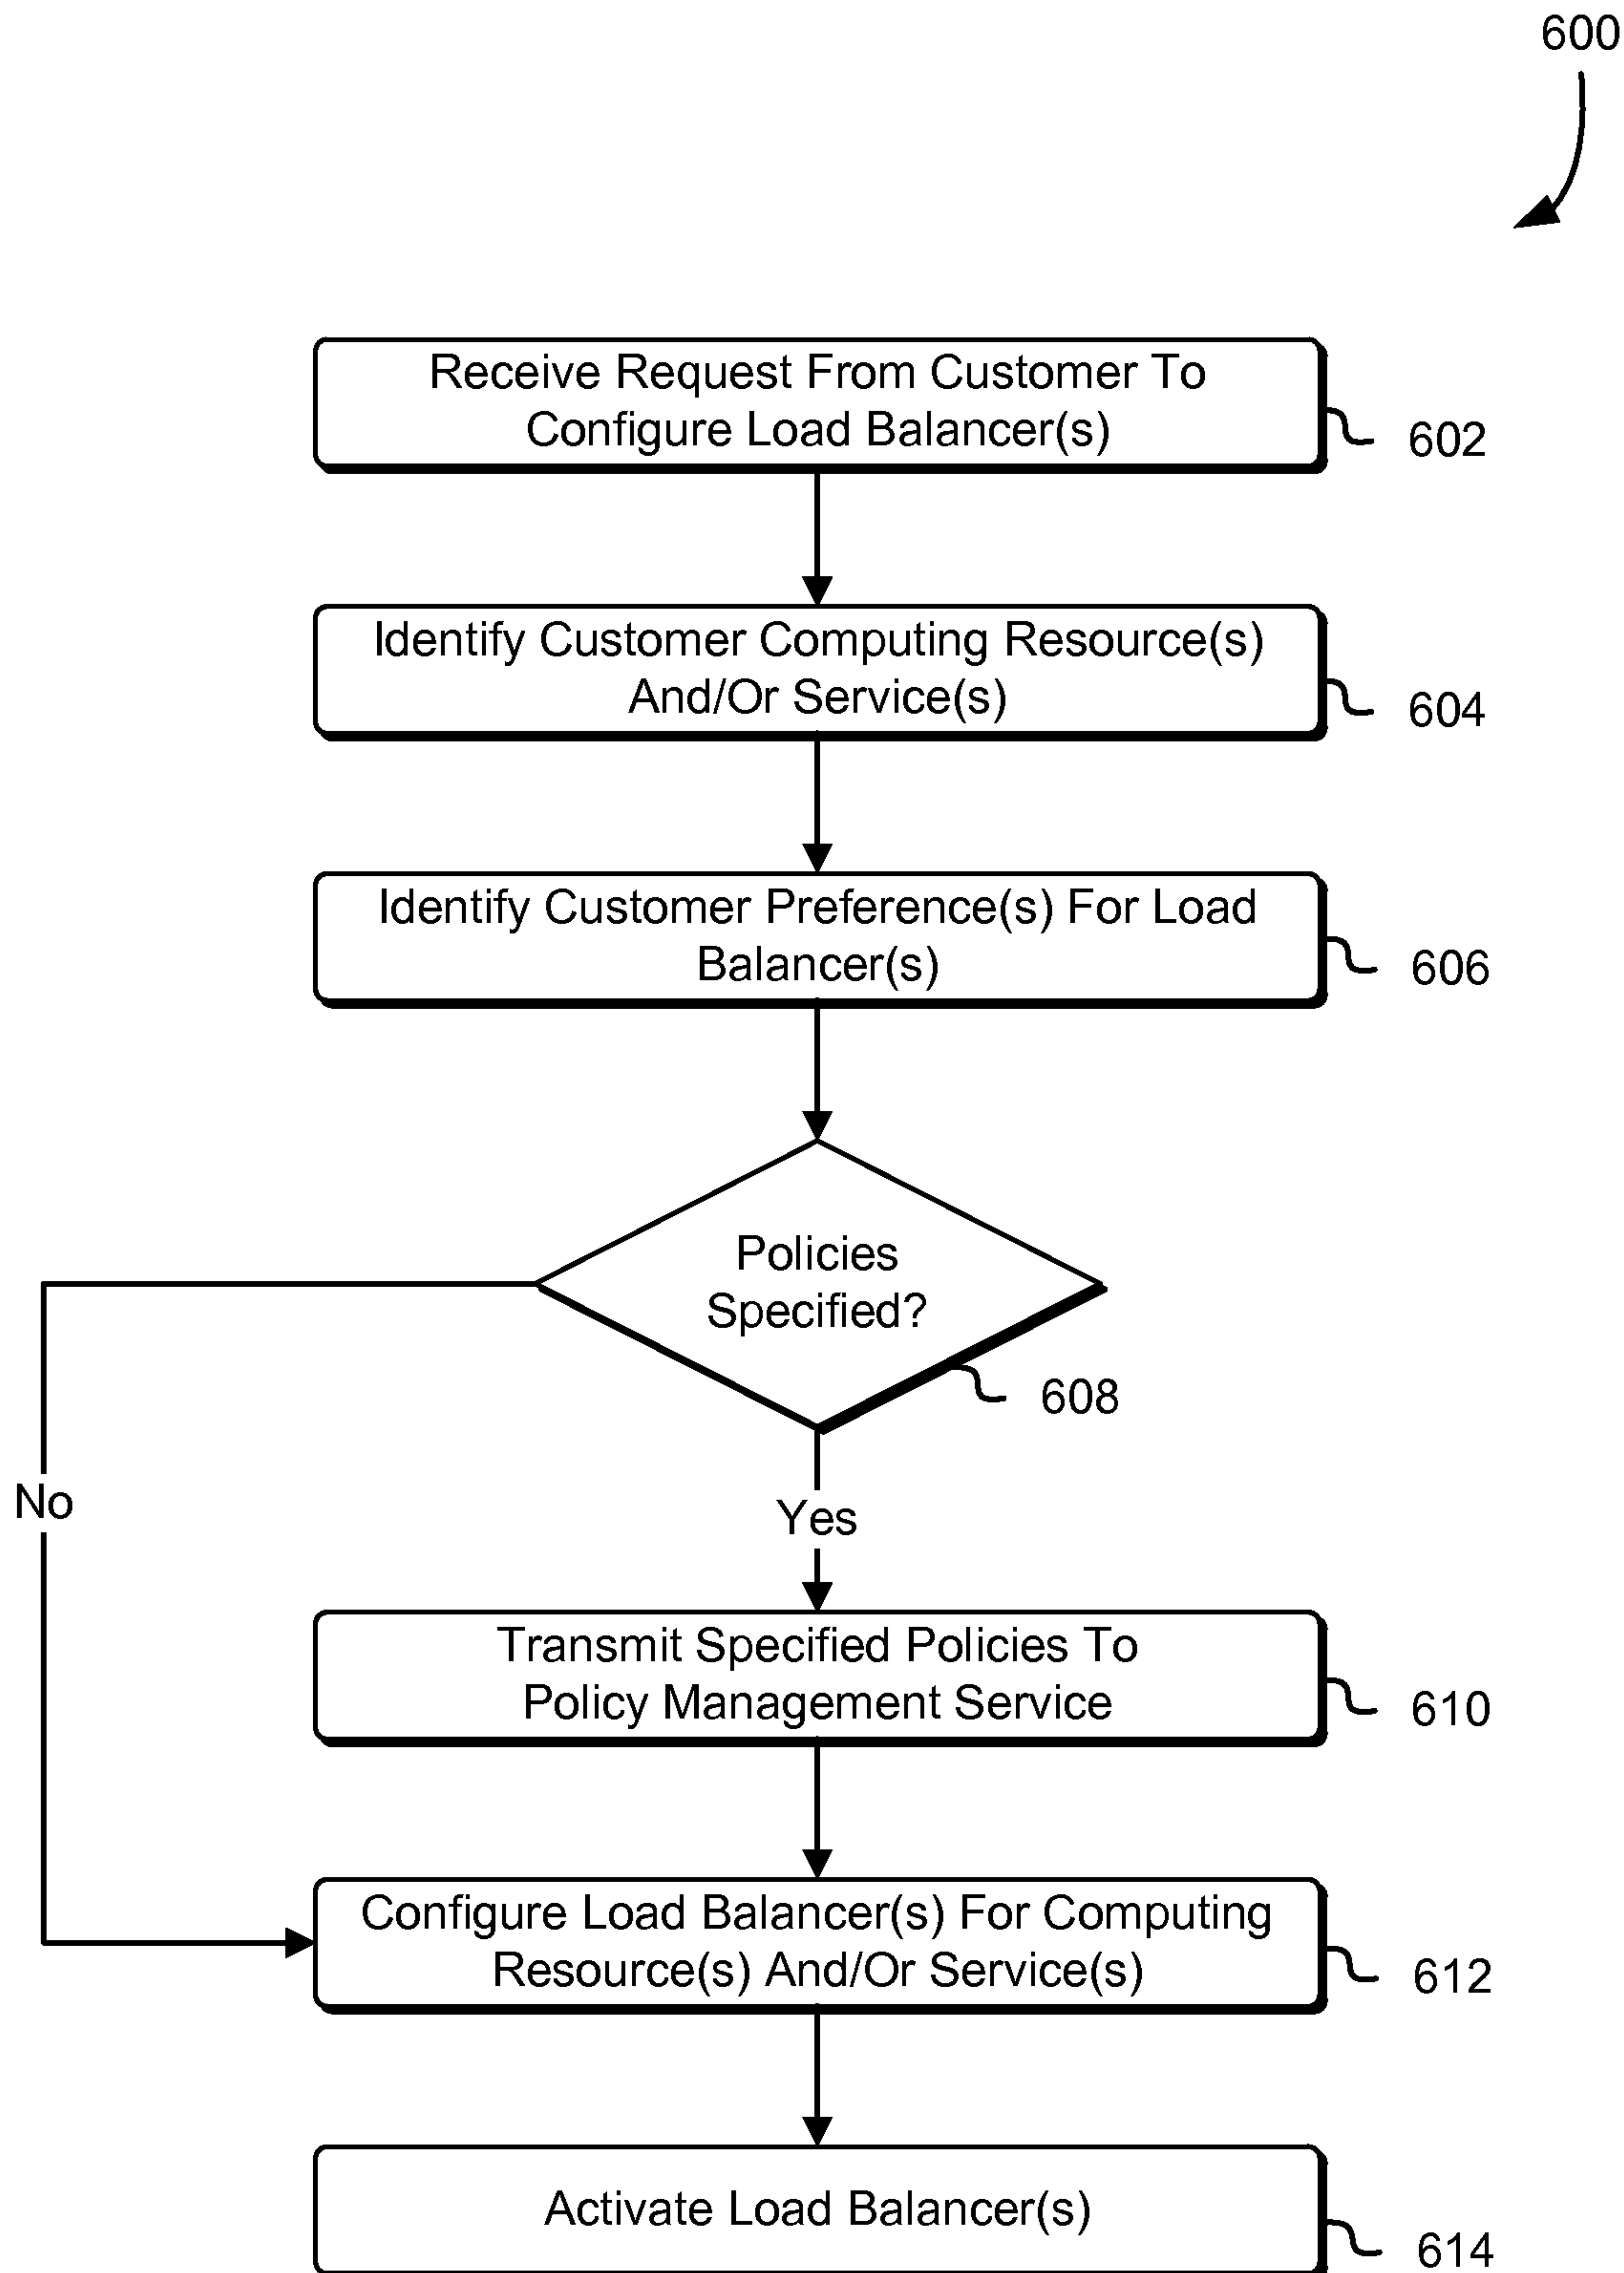 600
Receive Request From Customer To
Configure Load Balancer(s)
602
Identify Customer Computing Resource(s)
And/Or Service(s)
604
Identify Customer Preference(s) For Load
Balancer(s)
606
Policies
Specified?
608
No
Yes
Transmit Specified Policies To
Policy Management Service
610
Configure Load Balancer(s) For Computing
Resource(s) And/Or Service(s)
612
Activate Load Balancer(s)
614